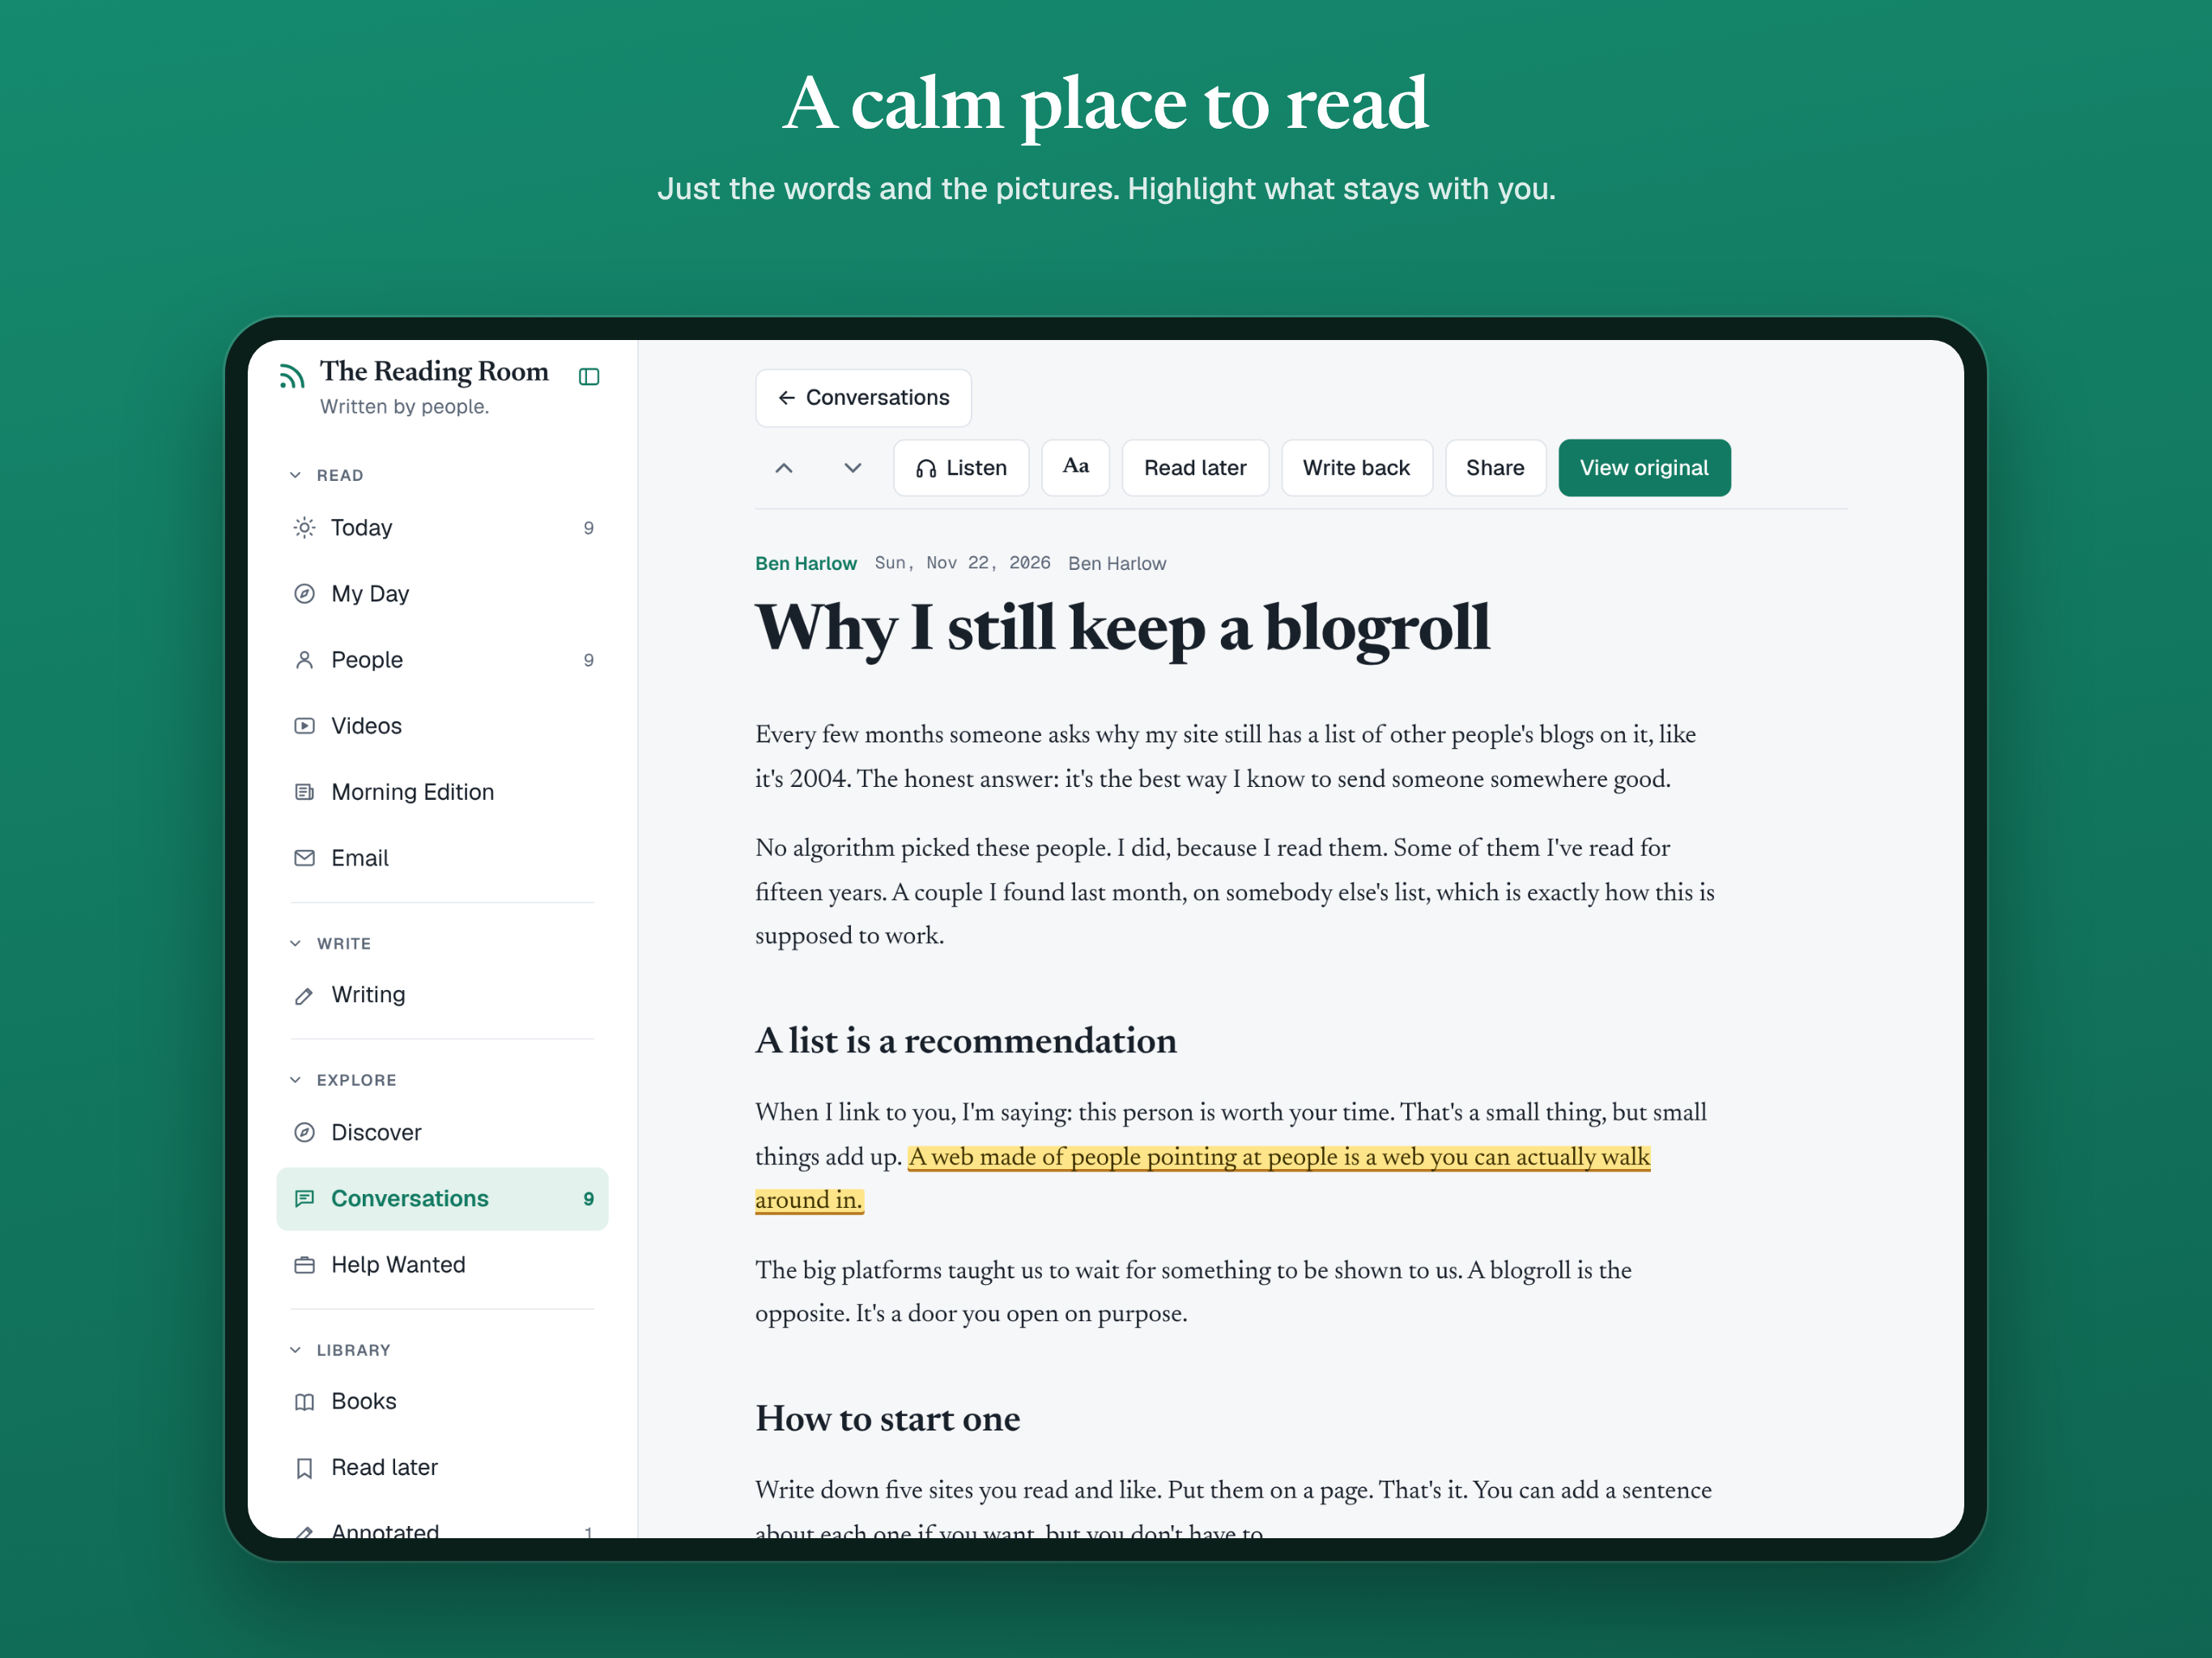 A calm place to read
Just the words and the pictures. Highlight what stays with you.
The Reading Room
Written by people.
READ
Today 9
My Day
People 9
Videos
Morning Edition
Email
WRITE
Writing
EXPLORE
Discover
Conversations 9
Help Wanted
LIBRARY
Books
Read later
Annotated 1
← Conversations
Listen Aa Read later Write back Share View original
Ben Harlow Sun, Nov 22, 2026 Ben Harlow
Why I still keep a blogroll
Every few months someone asks why my site still has a list of other people's blogs on it, like
it's 2004. The honest answer: it's the best way I know to send someone somewhere good.
No algorithm picked these people. I did, because I read them. Some of them I've read for
fifteen years. A couple I found last month, on somebody else's list, which is exactly how this is
supposed to work.
A list is a recommendation
When I link to you, I'm saying: this person is worth your time. That's a small thing, but small
things add up. A web made of people pointing at people is a web you can actually walk
around in.
The big platforms taught us to wait for something to be shown to us. A blogroll is the
opposite. It's a door you open on purpose.
How to start one
Write down five sites you read and like. Put them on a page. That's it. You can add a sentence
about each one if you want, but you don't have to.